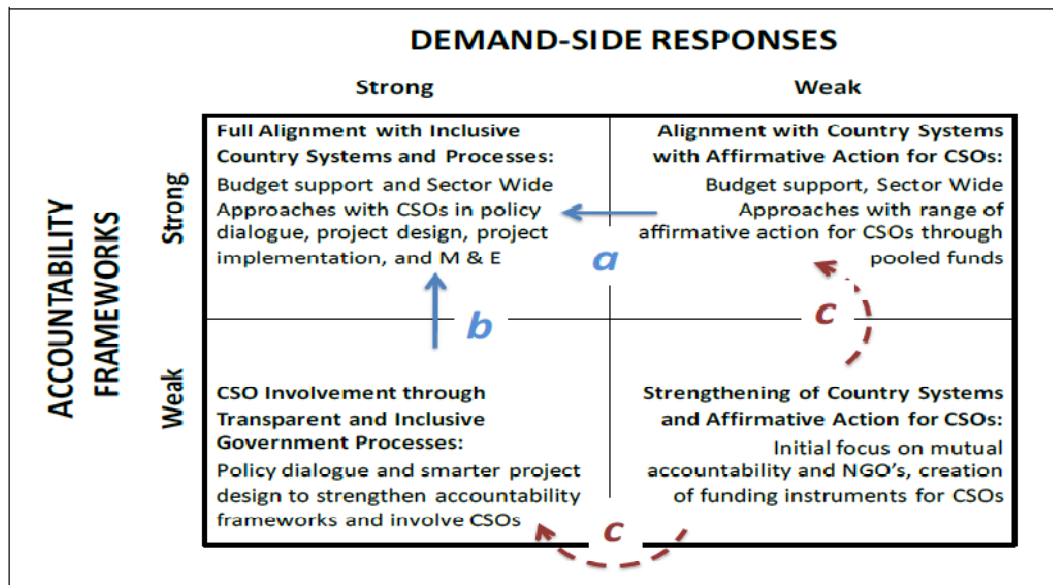 DEMAND-SIDE RESPONSES
Strong
Weak
ACCOUNTABILITY
FRAMEWORKS
Strong
Full Alignment with Inclusive
Country Systems and Processes:
Budget support and Sector Wide
Approaches with CSOs in policy
dialogue, project design, project
implementation, and M & E
Alignment with Country Systems
with Affirmative Action for CSOs:
Budget support, Sector Wide
Approaches with range of
affirmative action for CSOs through
pooled funds
a
b
c
Weak
CSO Involvement through
Transparent and Inclusive
Government Processes:
Policy dialogue and smarter project
design to strengthen accountability
frameworks and involve CSOs
Strengthening of Country Systems
and Affirmative Action for CSOs:
Initial focus on mutual
accountability and NGO's, creation
of funding instruments for CSOs
c